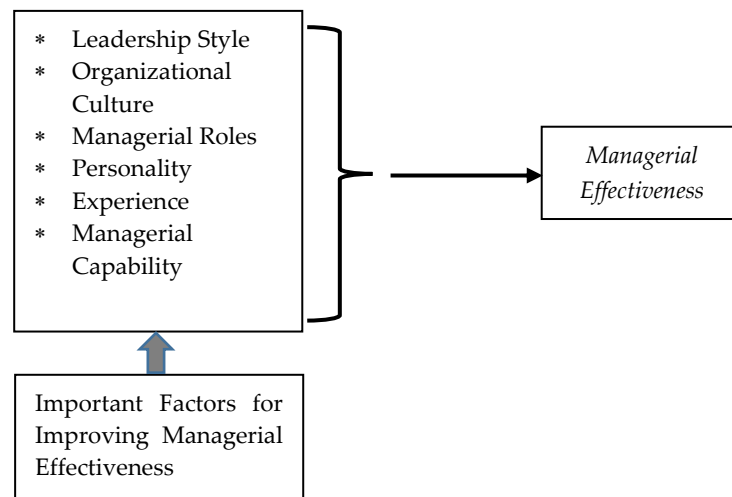 * Leadership Style
* Organizational
Culture
* Managerial Roles
* Personality
* Experience
* Managerial
Capability
Managerial
Effectiveness
Important Factors for
Improving Managerial
Effectiveness